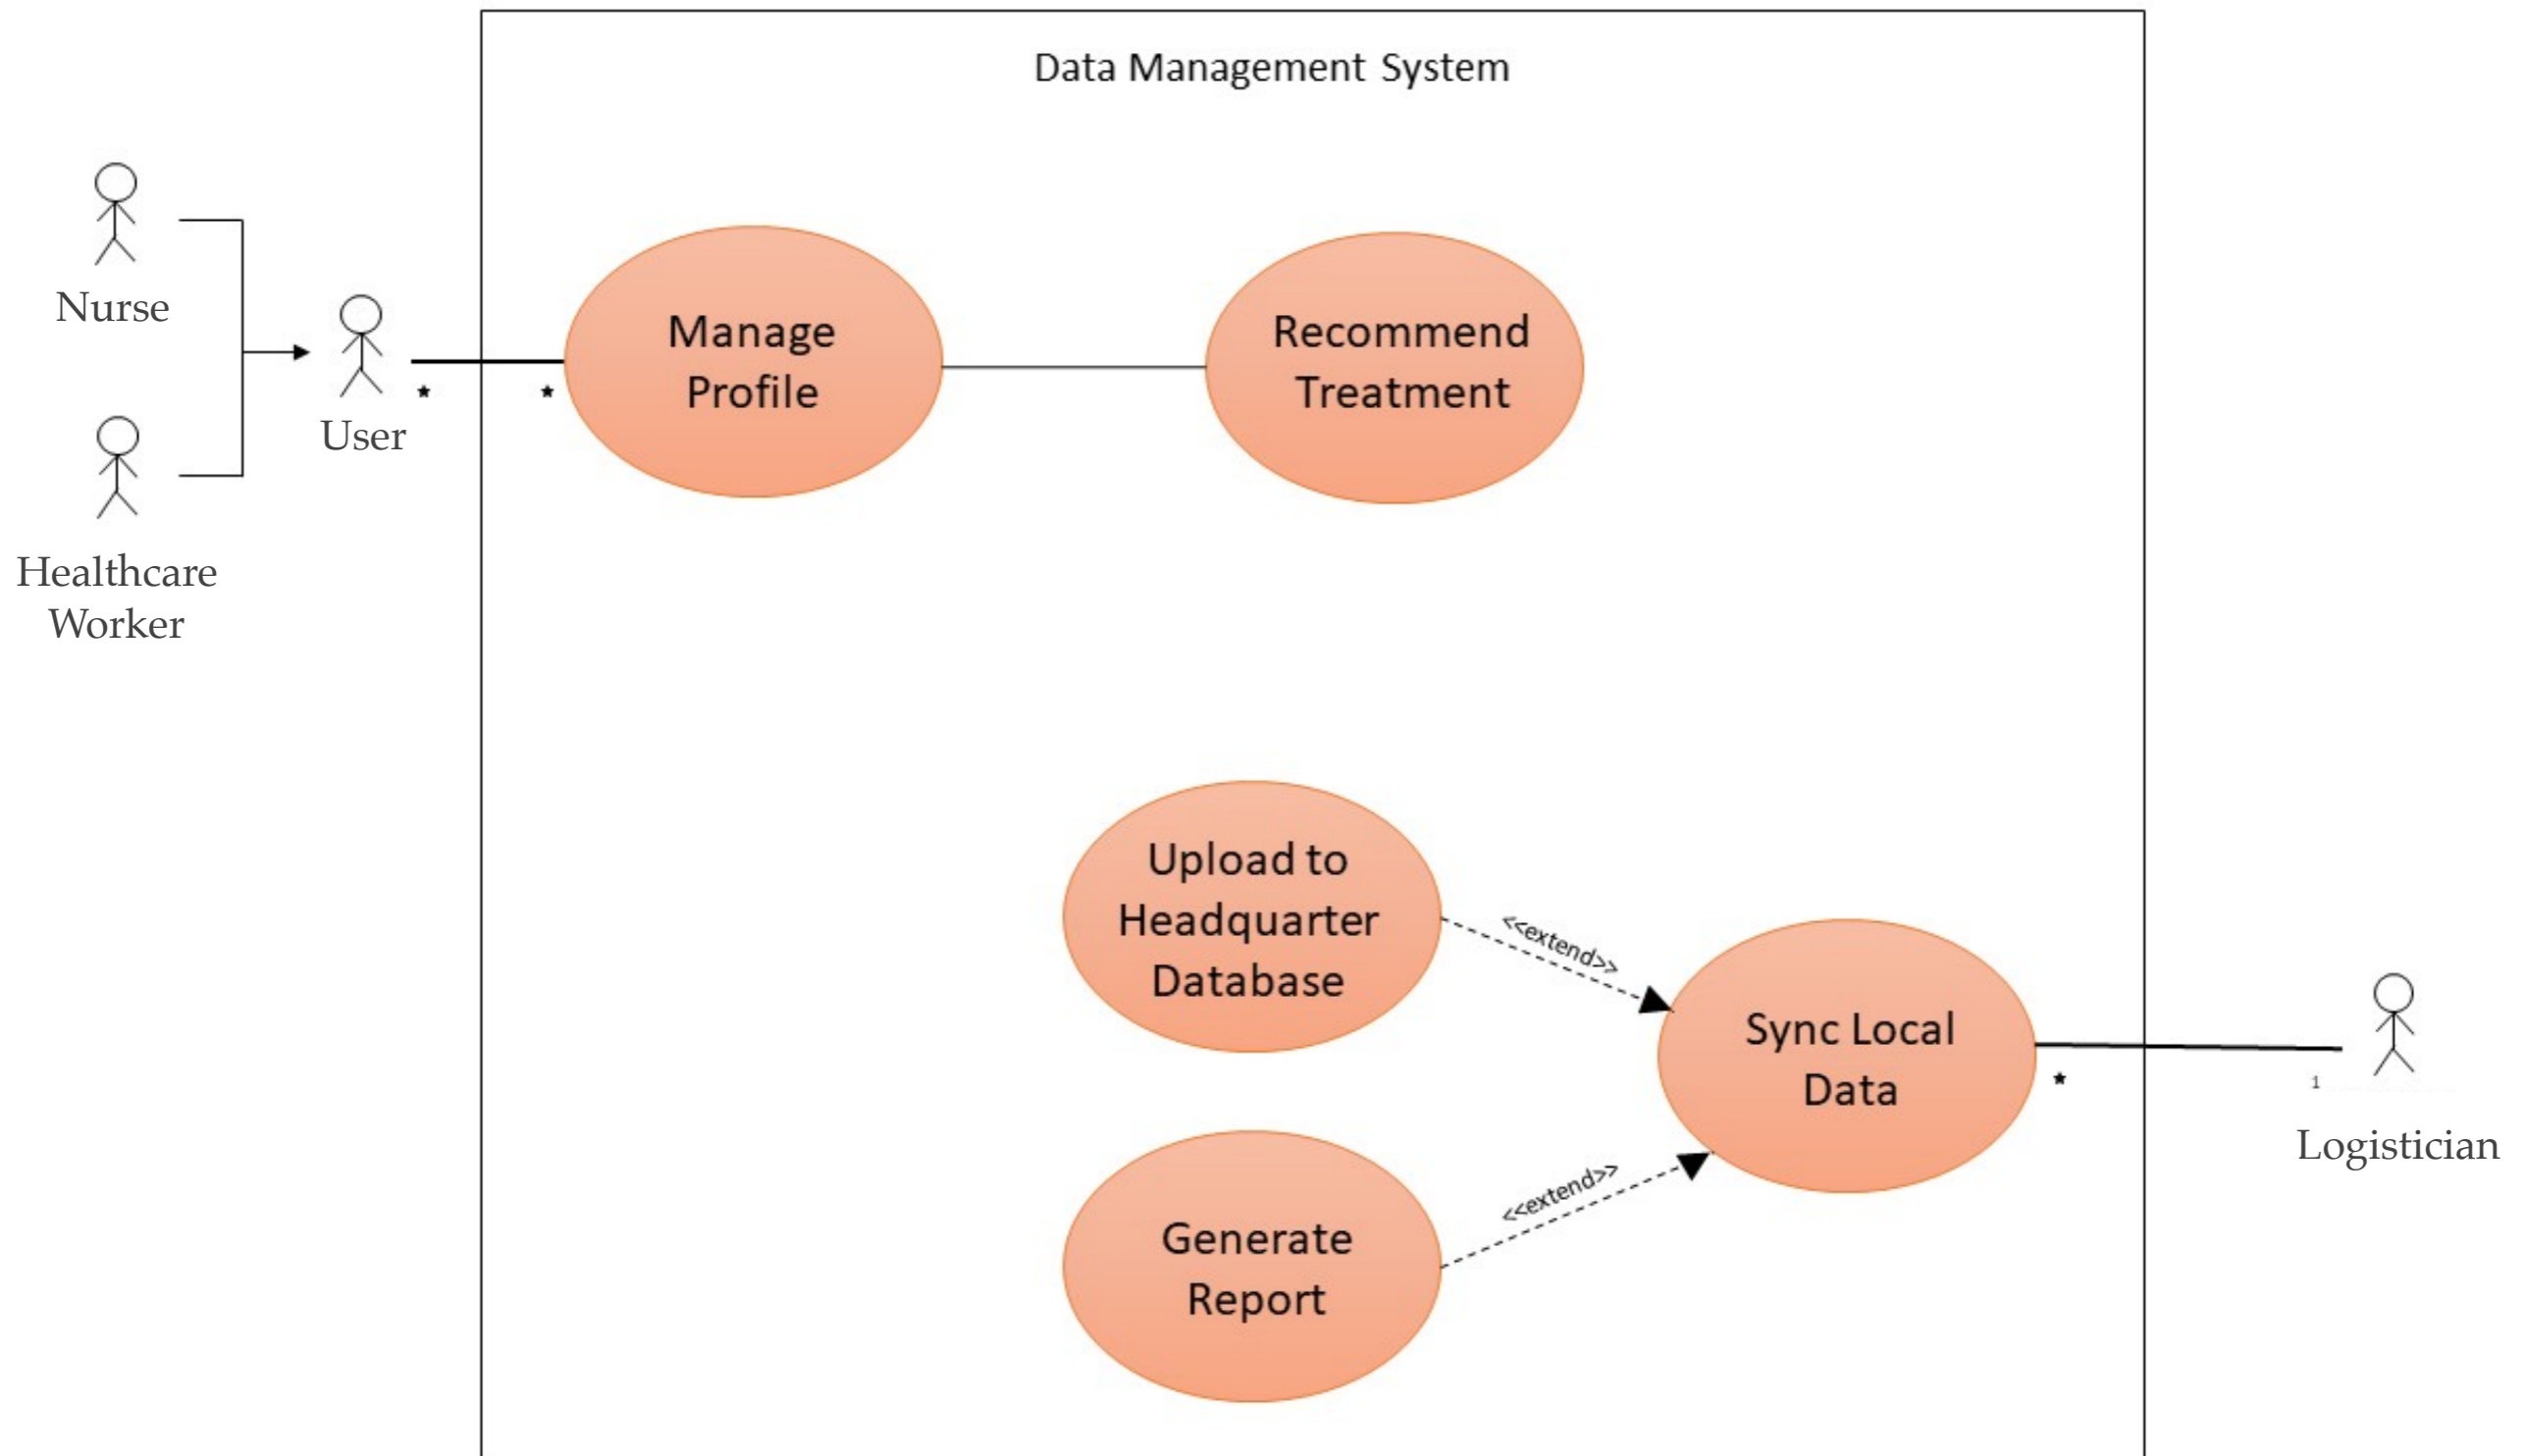 Data Management System
Nurse
Healthcare
Worker
User
*
*
Manage
Profile
Recommend
Treatment
Upload to
Headquarter
Database
<<extend>>
Generate
Report
<<extend>>
Sync Local
Data
*
1
Logistician